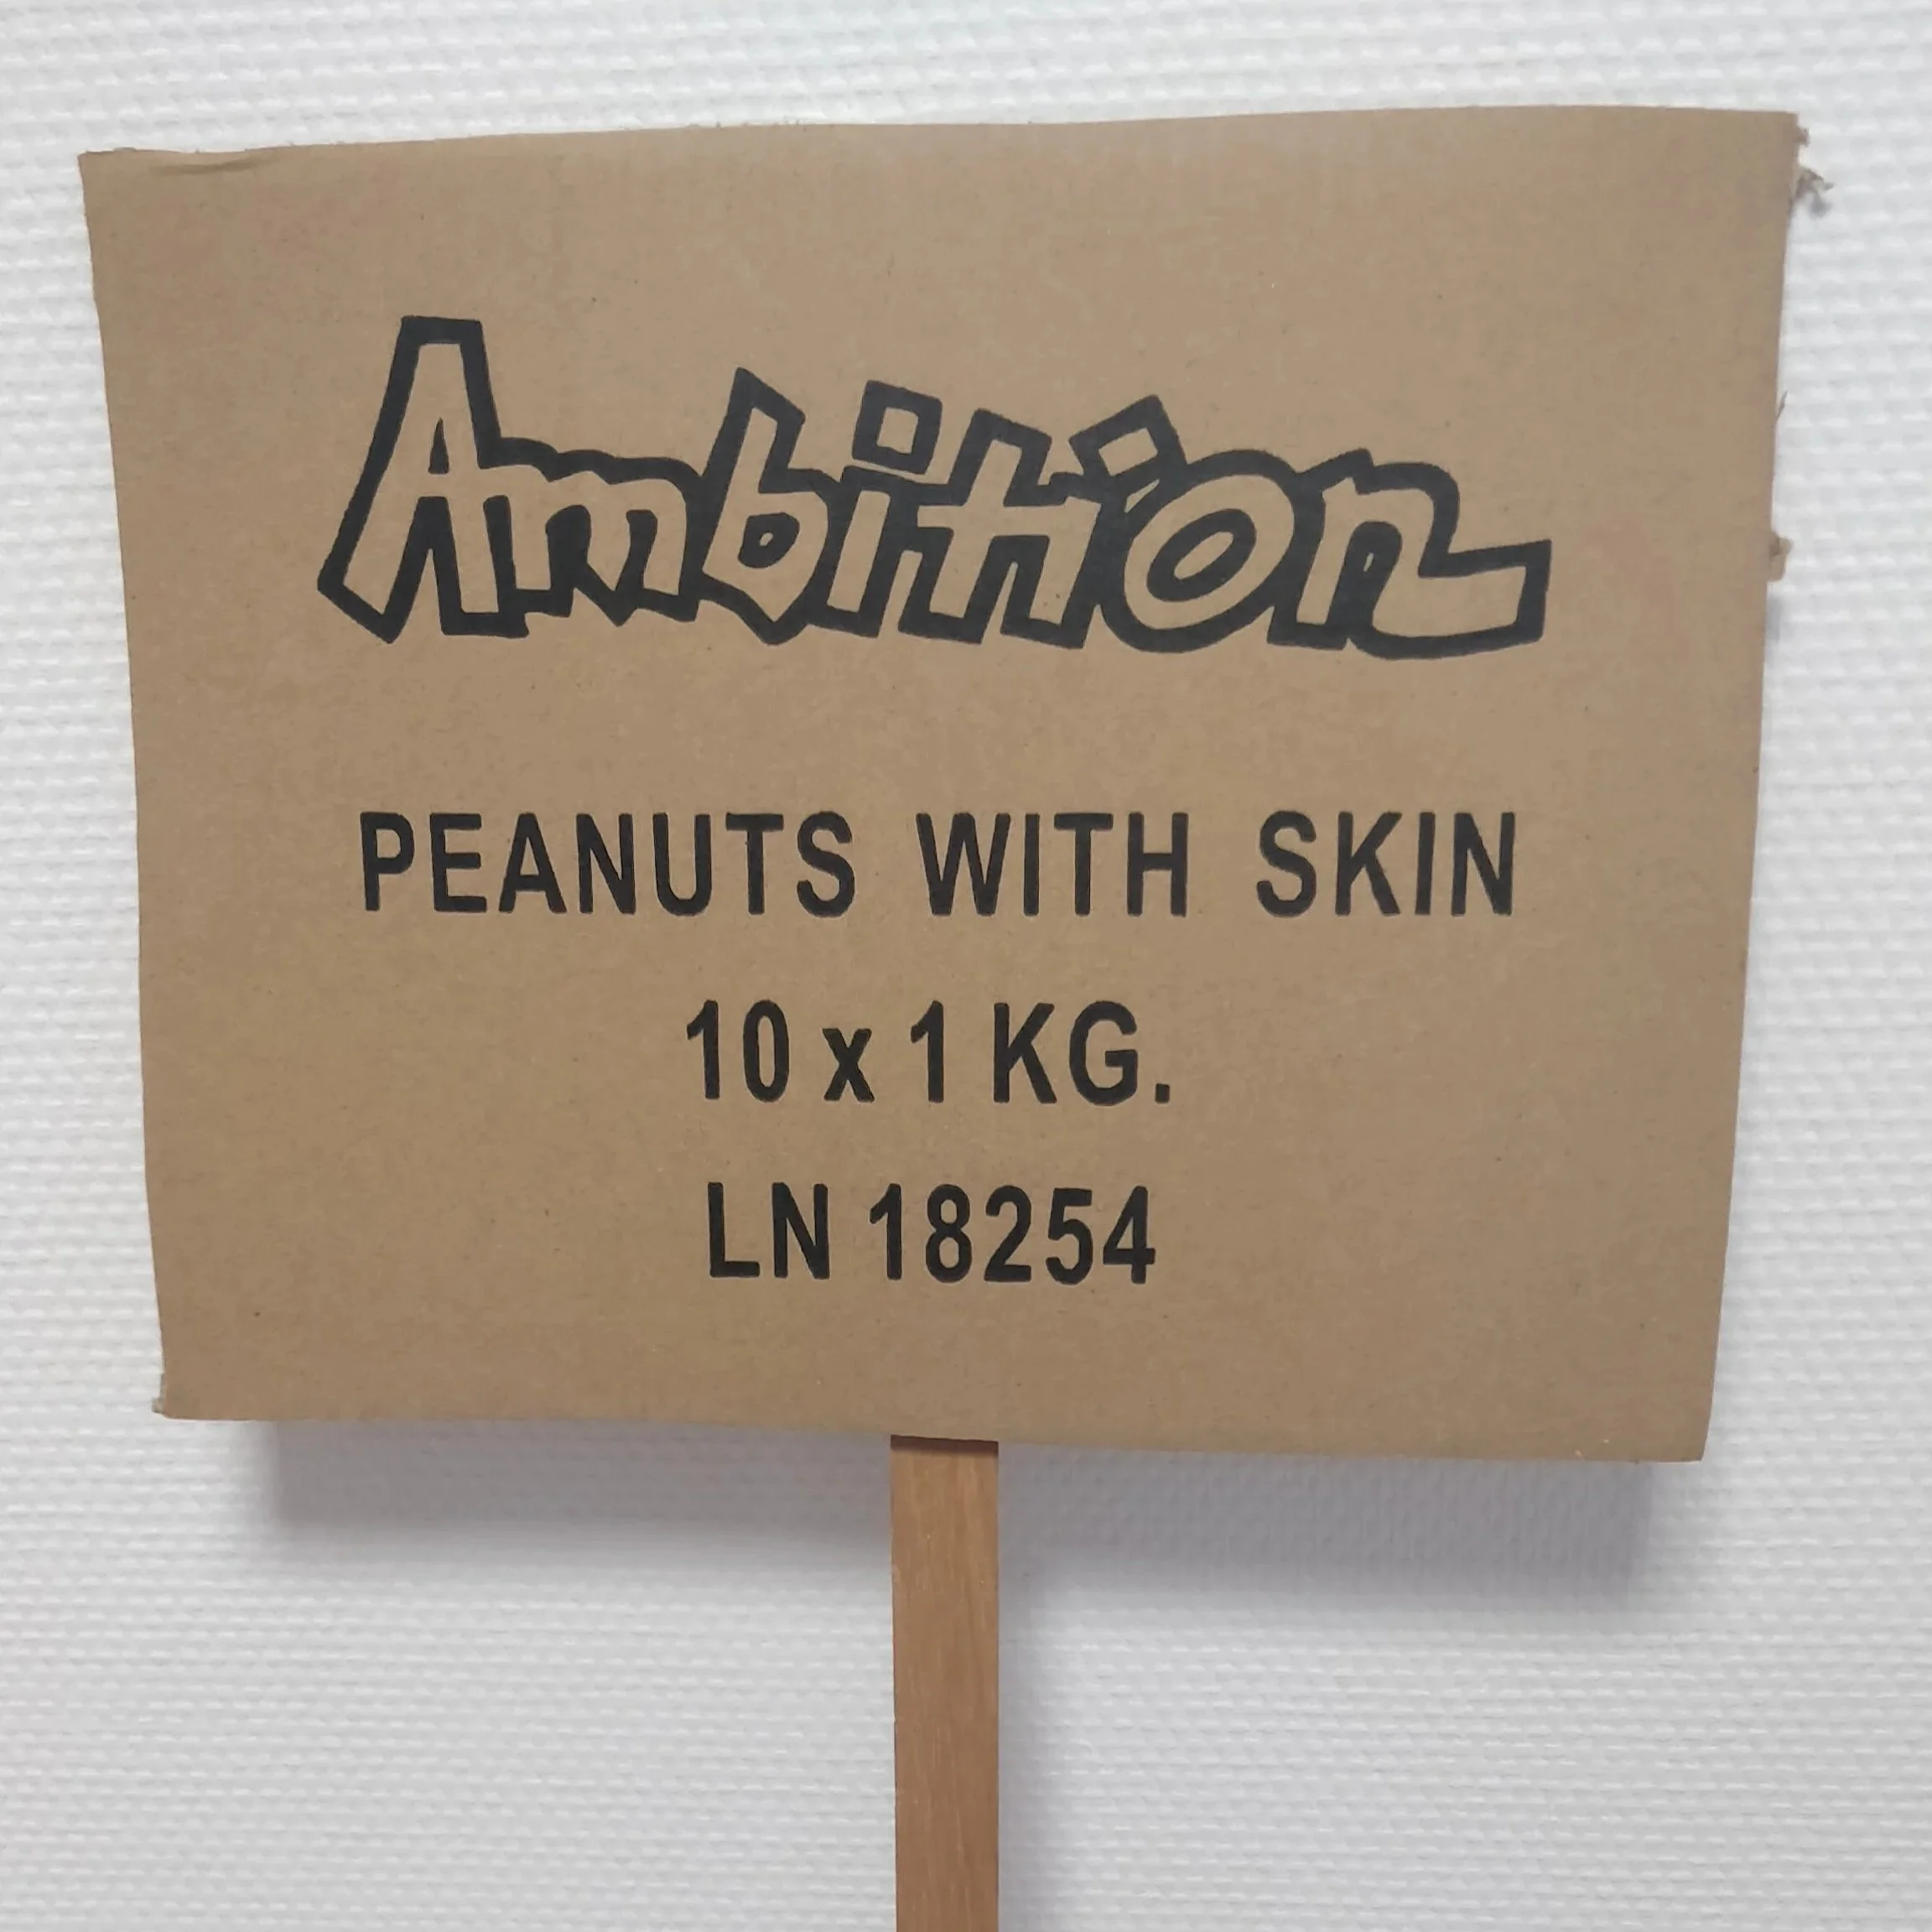 Ambition
PEANUTS WITH SKIN
10 x 1 KG.
LN 18254